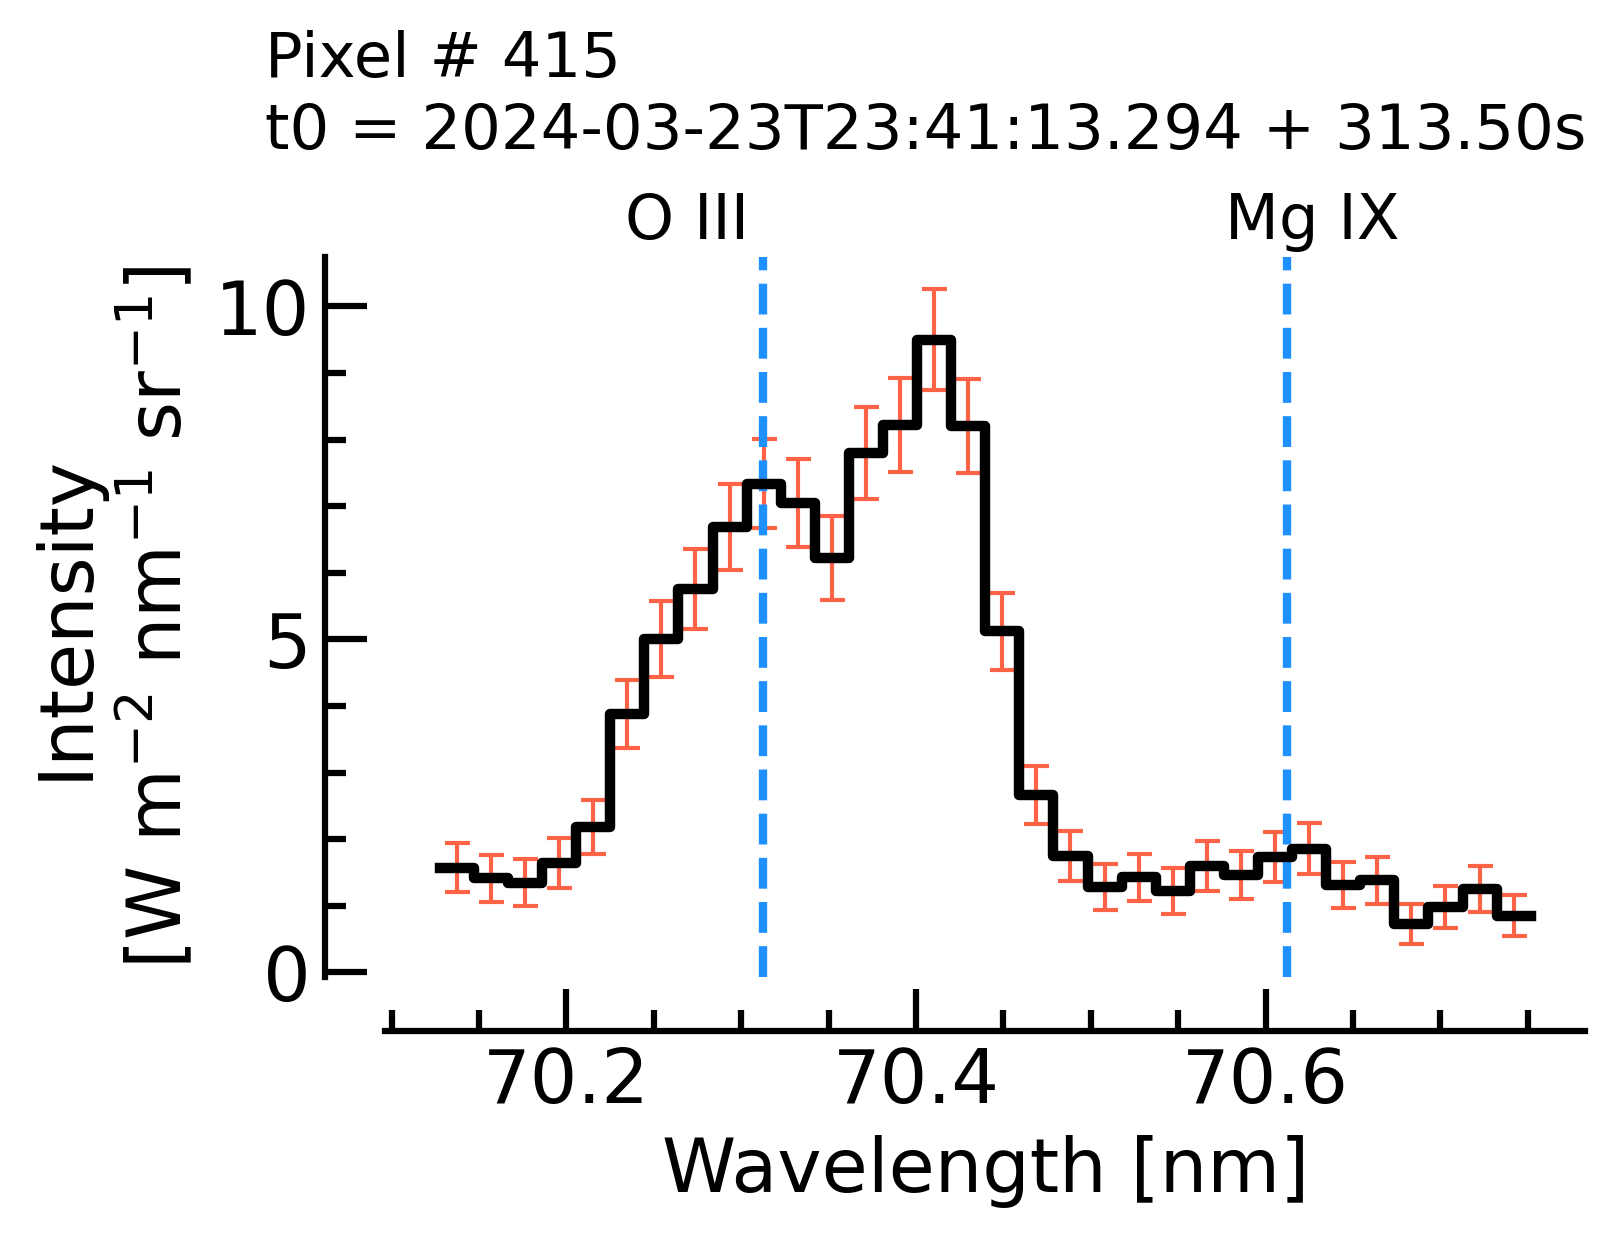 Pixel # 415
t0 = 2024-03-23T23:41:13.294 + 313.50s
O III
Mg IX
Intensity
[W m⁻² nm⁻¹ sr⁻¹]
10
5
0
70.2
70.4
70.6
Wavelength [nm]